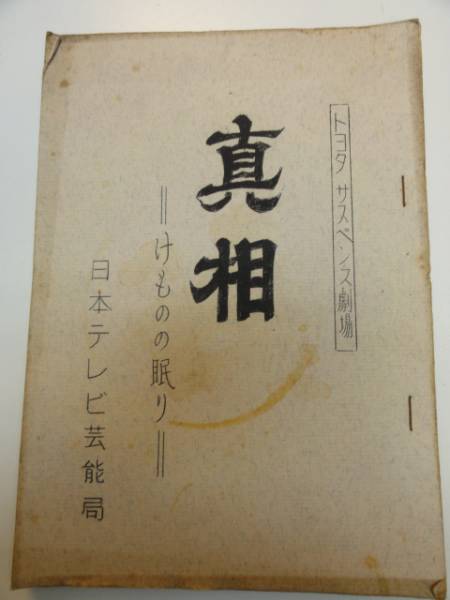 トヨタ サスペンス劇場
真相
＝けものの眠り＝
日本テレビ芸能局